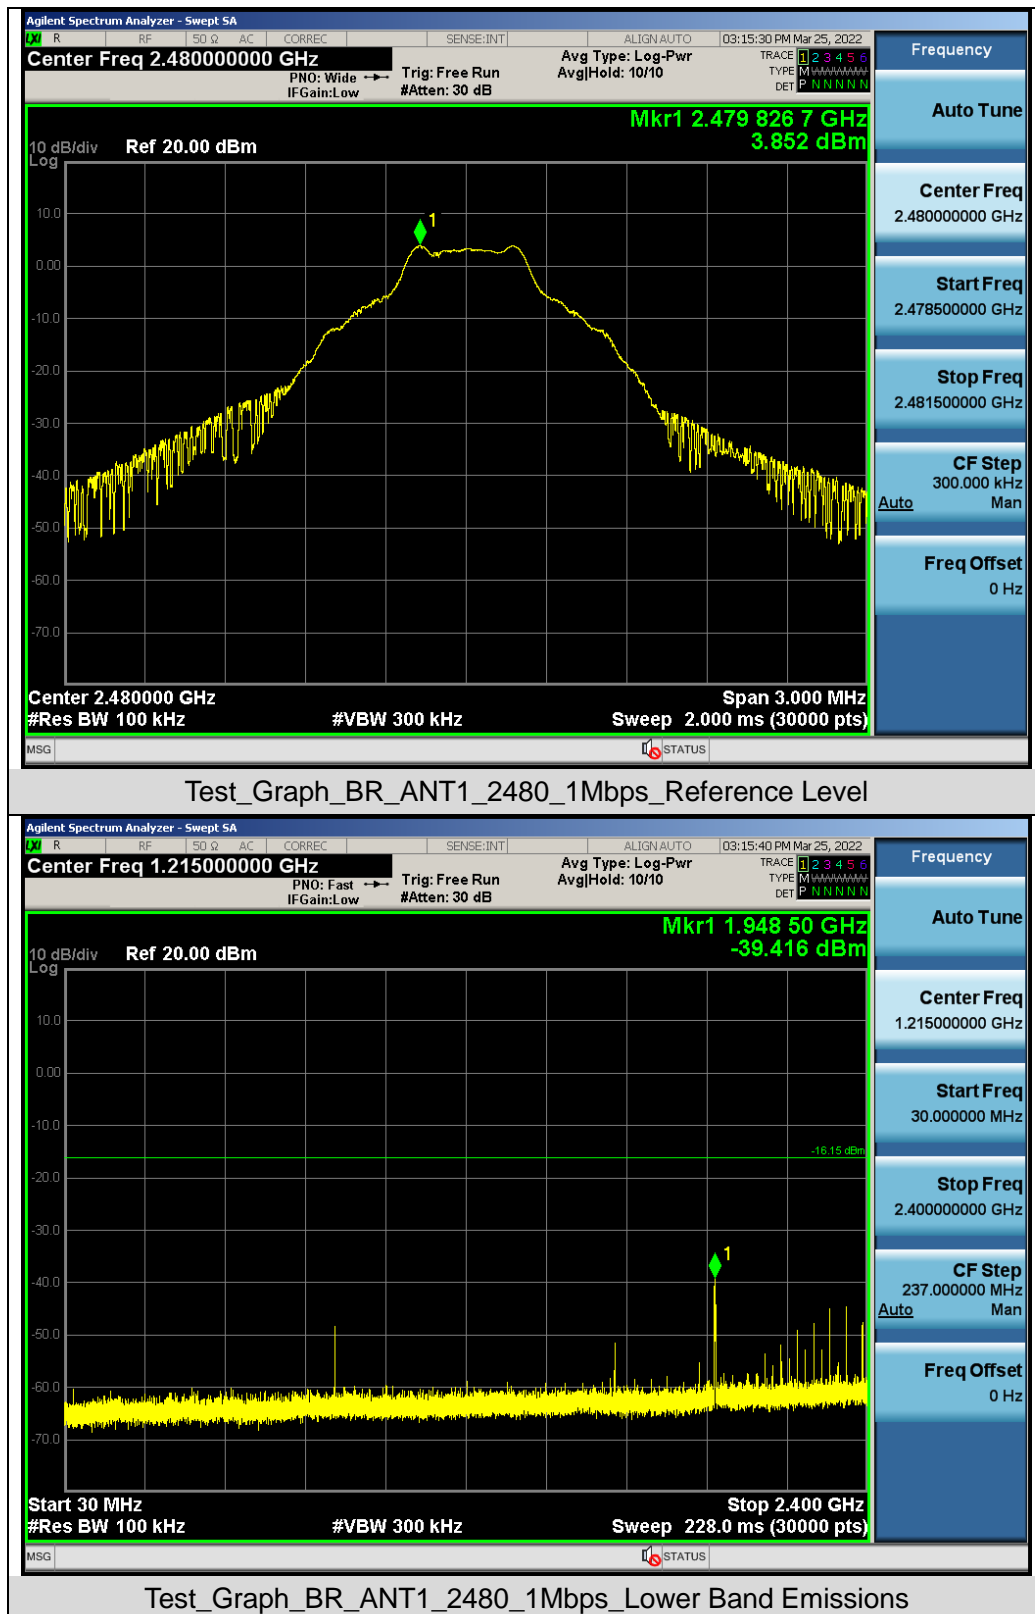 Agilent Spectrum Analyzer - Swept SA
LXI R RF 50 Ω AC CORREC SENSE:INT ALIGN AUTO 03:15:30 PM Mar 25, 2022
Center Freq 2.480000000 GHz
PNO: Wide
IFGain:Low
Trig: Free Run
#Atten: 30 dB
Avg Type: Log-Pwr
Avg|Hold: 10/10
TRACE 1 2 3 4 5 6
TYPE M
DET P N N N N N
Mkr1 2.479 826 7 GHz
3.852 dBm
10 dB/div Ref 20.00 dBm
Log
10.0
1
0.00
-10.0
-20.0
-30.0
-40.0
-50.0
-60.0
-70.0
Center 2.480000 GHz Span 3.000 MHz
#Res BW 100 kHz #VBW 300 kHz Sweep 2.000 ms (30000 pts)
MSG STATUS
Frequency
Auto Tune
Center Freq
2.480000000 GHz
Start Freq
2.478500000 GHz
Stop Freq
2.481500000 GHz
CF Step
300.000 kHz
Auto Man
Freq Offset
0 Hz
Test_Graph_BR_ANT1_2480_1Mbps_Reference Level
Agilent Spectrum Analyzer - Swept SA
LXI R RF 50 Ω AC CORREC SENSE:INT ALIGN AUTO 03:15:40 PM Mar 25, 2022
Center Freq 1.215000000 GHz
PNO: Fast
IFGain:Low
Trig: Free Run
#Atten: 30 dB
Avg Type: Log-Pwr
Avg|Hold: 10/10
TRACE 1 2 3 4 5 6
TYPE M
DET P N N N N N
Mkr1 1.948 50 GHz
-39.416 dBm
10 dB/div Ref 20.00 dBm
Log
10.0
0.00
-10.0
-16.15 dBm
-20.0
-30.0
1
-40.0
-50.0
-60.0
-70.0
Start 30 MHz Stop 2.400 GHz
#Res BW 100 kHz #VBW 300 kHz Sweep 228.0 ms (30000 pts)
MSG STATUS
Frequency
Auto Tune
Center Freq
1.215000000 GHz
Start Freq
30.000000 MHz
Stop Freq
2.400000000 GHz
CF Step
237.000000 MHz
Auto Man
Freq Offset
0 Hz
Test_Graph_BR_ANT1_2480_1Mbps_Lower Band Emissions